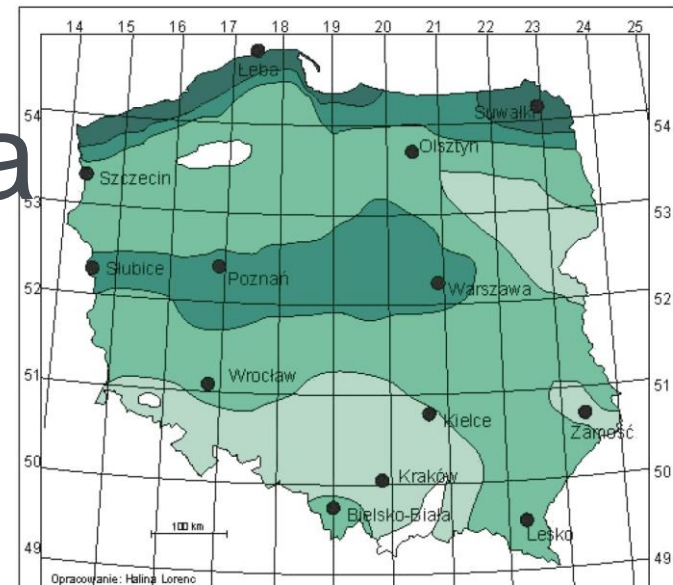 14 15 16 17 18 19 20 21 22 23 24 25
Łeba
54
Suwałki
54
a
Olsztyn
Szczecin
53
53
Słubice
Poznań
52
Warszawa
52
51
Wrocław
51
Kielce
Zamość
50
Kraków
50
100 km
Bielsko-Biała
Lesko
49
49
Opracowanie: Halina Lorenc